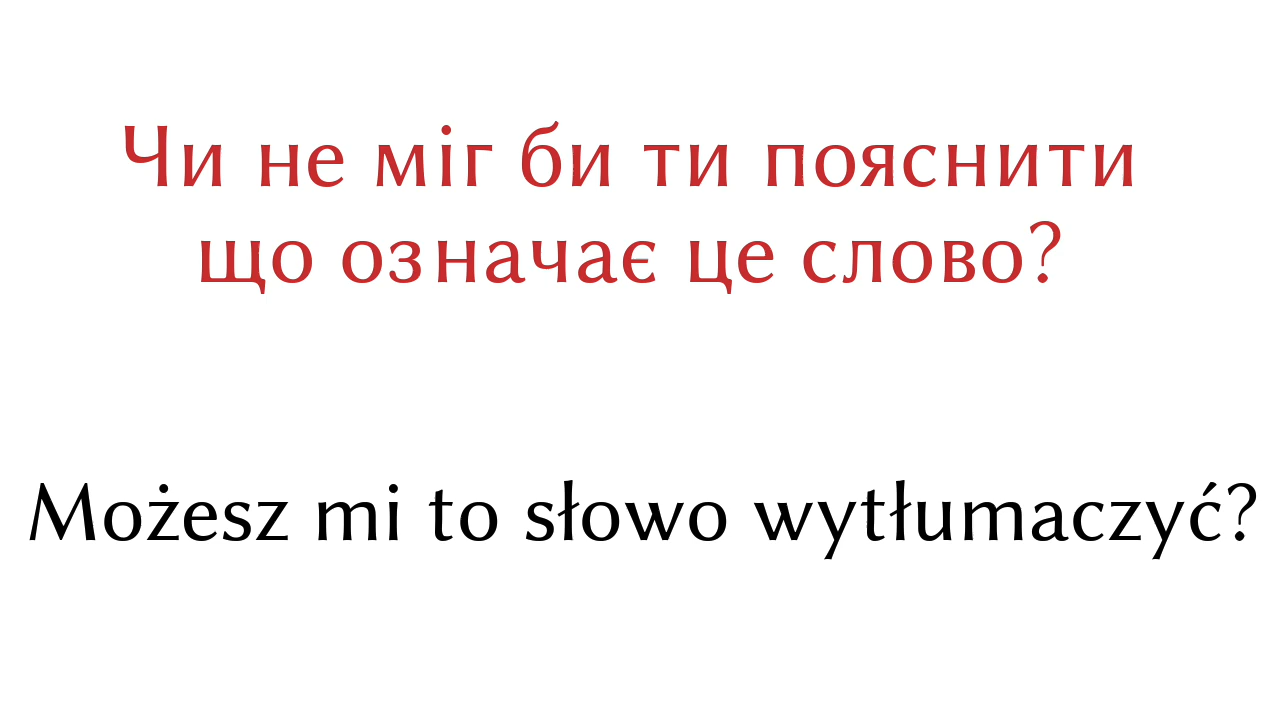 Чи не міг би ти пояснити
що означає це слово?
Możesz mi to słowo wytłumaczyć?